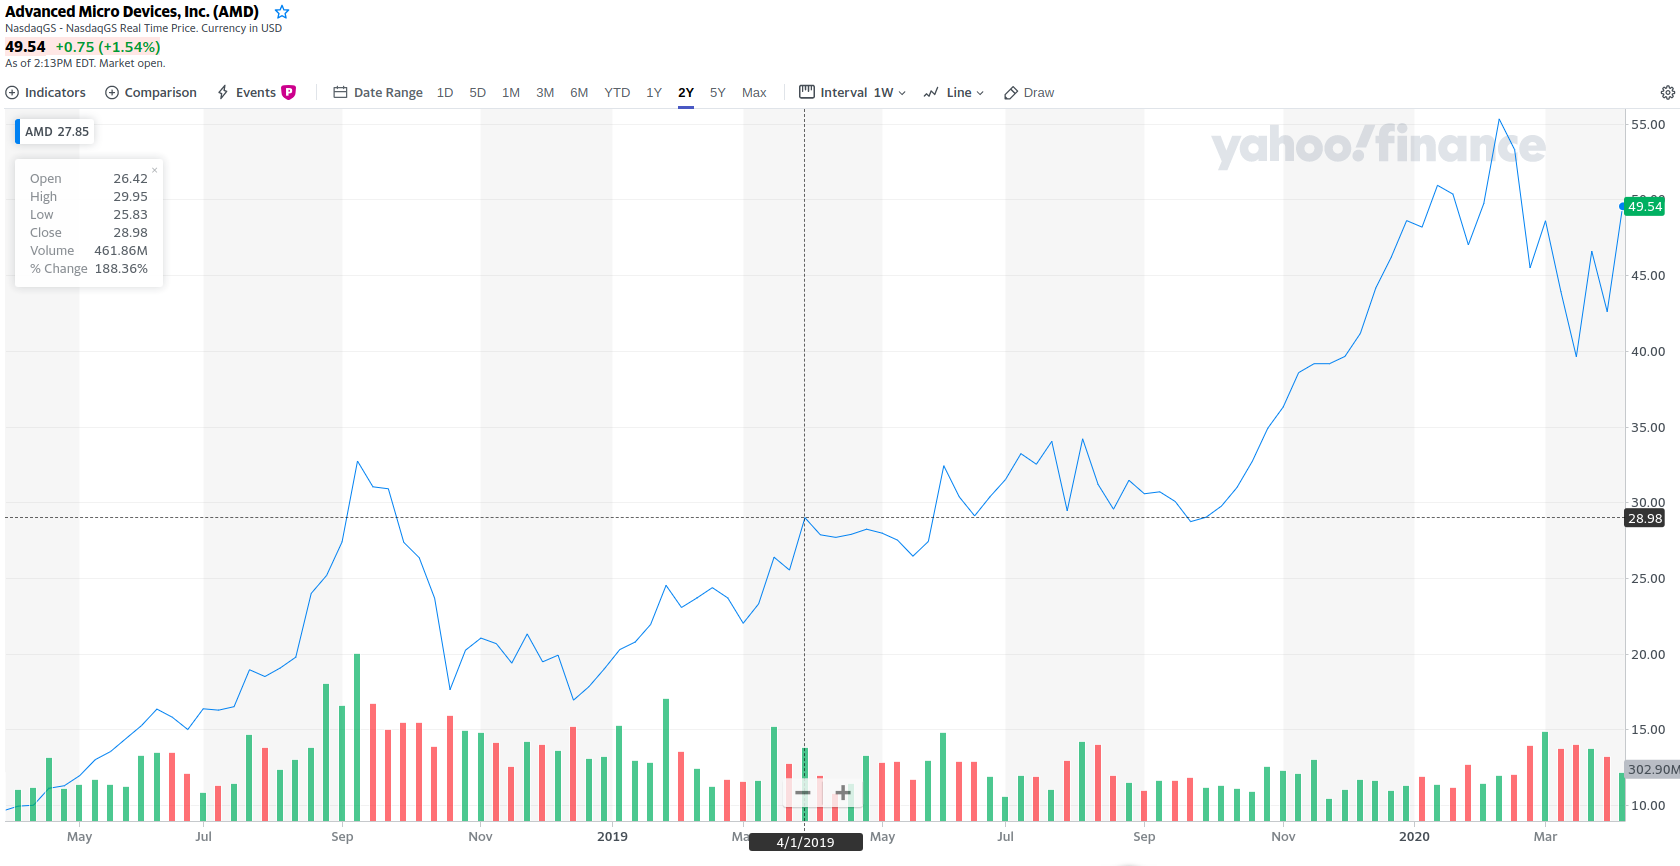 Advanced Micro Devices, Inc. (AMD)
NasdaqGS - NasdaqGS Real Time Price. Currency in USD
49.54 +0.75 (+1.54%)
As of 2:13PM EDT. Market open.
Indicators Comparison Events P Date Range 1D 5D 1M 3M 6M YTD 1Y 2Y 5Y Max Interval 1W Line Draw
AMD 27.85
Open 26.42
High 29.95
Low 25.83
Close 28.98
Volume 461.86M
% Change 188.36%
yahoo!finance
55.00
50.00
49.54
45.00
40.00
35.00
30.00
28.98
25.00
20.00
15.00
302.90M
10.00
May Jul Sep Nov 2019 Ma May Jul Sep Nov 2020 Mar
4/1/2019